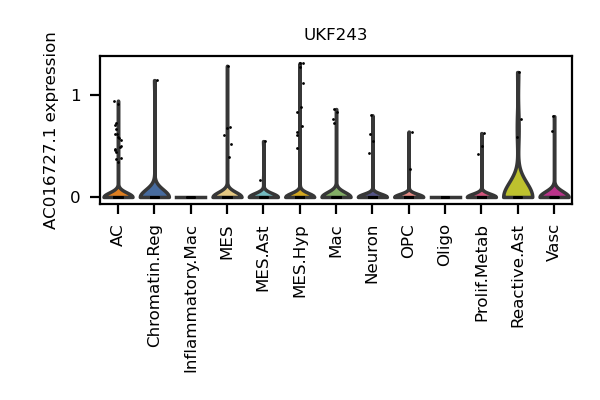 UKF243
AC016727.1 expression
1
0
AC
Chromatin.Reg
Inflammatory.Mac
MES
MES.Ast
MES.Hyp
Mac
Neuron
OPC
Oligo
Prolif.Metab
Reactive.Ast
Vasc